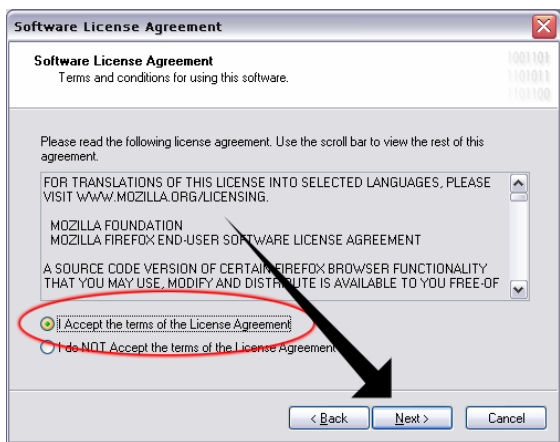 Software License Agreement
Software License Agreement
Terms and conditions for using this software.
1001101
1101011
1101100
Please read the following license agreement. Use the scroll bar to view the rest of this
agreement.
FOR TRANSLATIONS OF THIS LICENSE INTO SELECTED LANGUAGES, PLEASE
VISIT WWW.MOZILLA.ORG/LICENSING.
MOZILLA FOUNDATION
MOZILLA FIREFOX END-USER SOFTWARE LICENSE AGREEMENT
A SOURCE CODE VERSION OF CERTAIN FIREFOX BROWSER FUNCTIONALITY
THAT YOU MAY USE, MODIFY AND DISTRIBUTE IS AVAILABLE TO YOU FREE-OF
I Accept the terms of the License Agreement
I do NOT Accept the terms of the License Agreement
< Back Next > Cancel